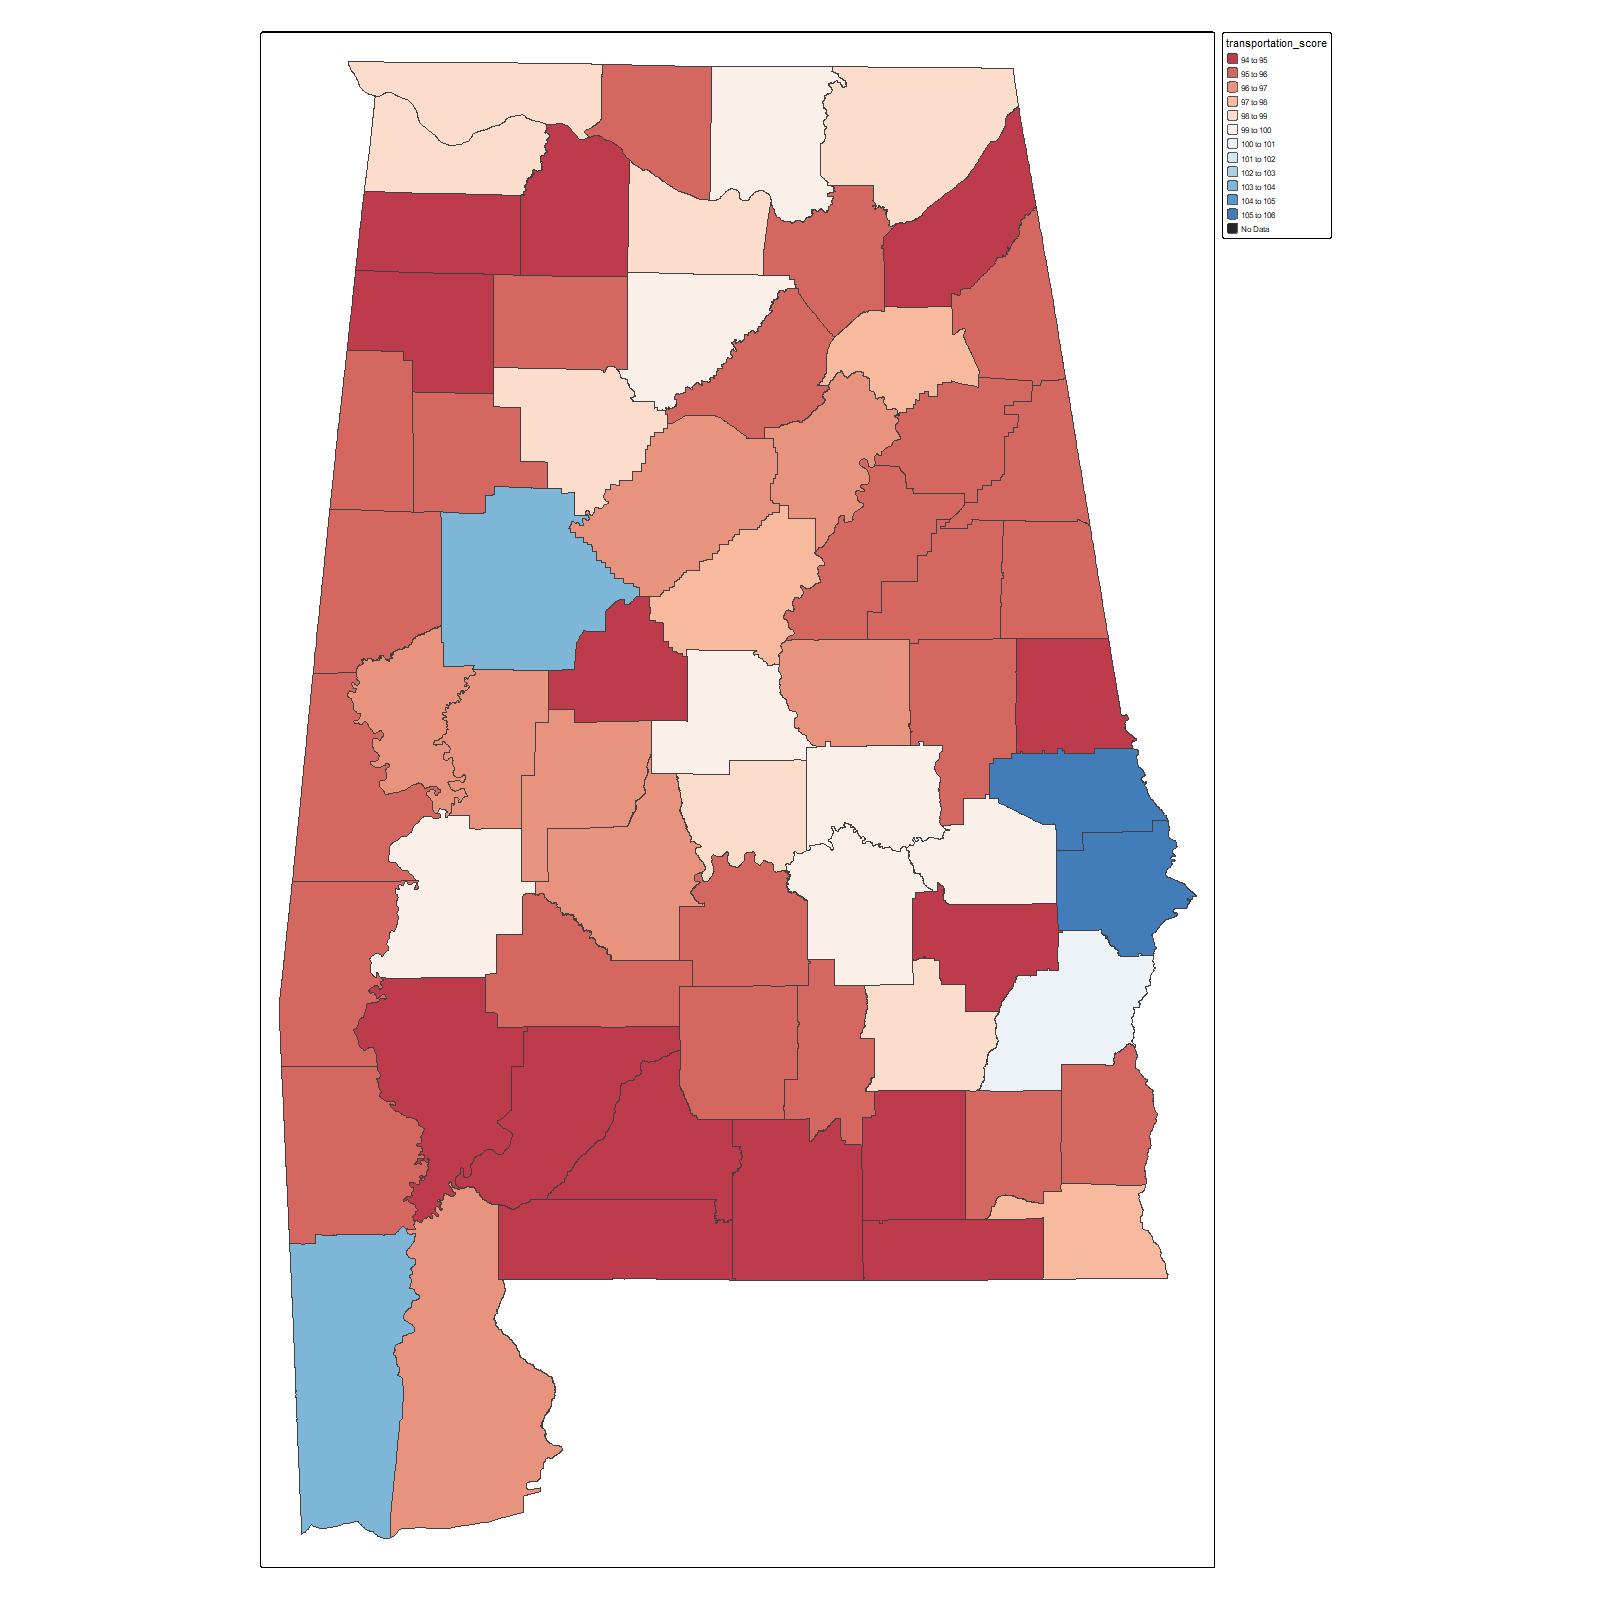 transportation_score
94 to 95
95 to 96
96 to 97
97 to 98
98 to 99
99 to 100
100 to 101
101 to 102
102 to 103
103 to 104
104 to 105
105 to 106
No Data